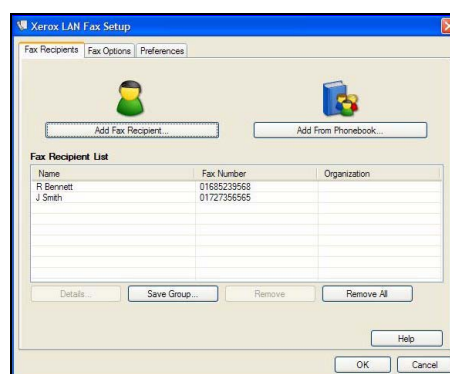 Xerox LAN Fax Setup
Fax Recipients Fax Options Preferences
Add Fax Recipient... Add From Phonebook...
Fax Recipient List
Name Fax Number Organization
R Bennett 01685239568
J Smith 01727356565
Details... Save Group... Remove Remove All
Help
OK Cancel